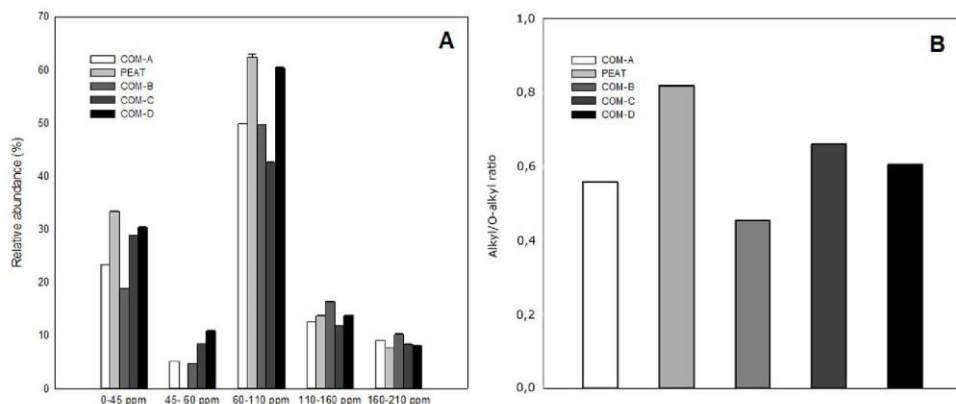 A
COM-A
PEAT
COM-B
COM-C
COM-D
Relative abundance (%)
70
60
50
40
30
20
10
0
0-45 ppm 45- 60 ppm 60-110 ppm 110-160 ppm 160-210 ppm
B
COM-A
PEAT
COM-B
COM-C
COM-D
Alkyl/O-alkyl ratio
1,0
0,8
0,6
0,4
0,2
0,0